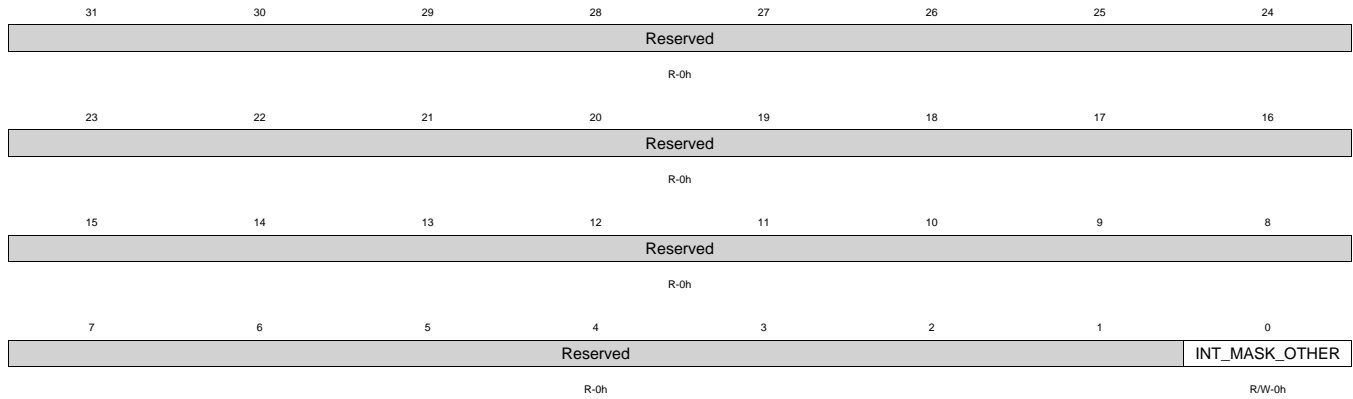 31 30 29 28 27 26 25 24
Reserved
R-0h
23 22 21 20 19 18 17 16
Reserved
R-0h
15 14 13 12 11 10 9 8
Reserved
R-0h
7 6 5 4 3 2 1 0
Reserved INT_MASK_OTHER
R-0h R/W-0h